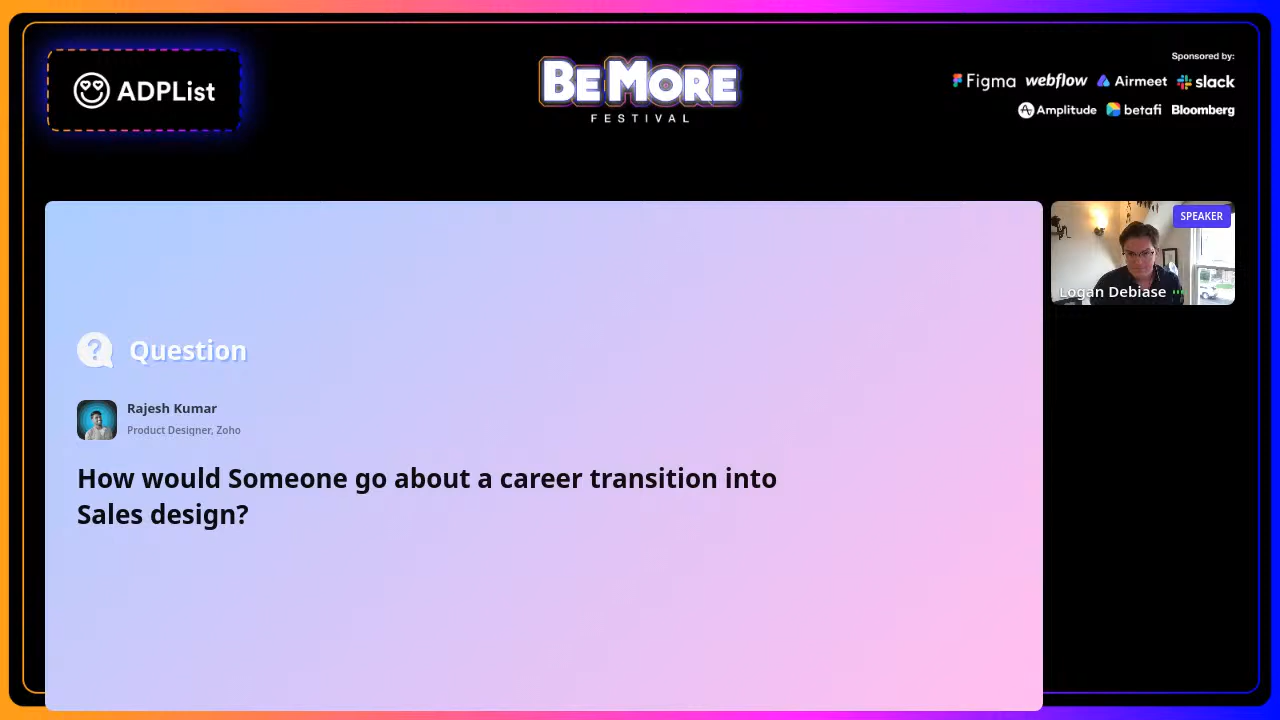 ADPList
BE MORE
FESTIVAL
Sponsored by:
Figma webflow Airmeet slack
Amplitude betafi Bloomberg
SPEAKER
Logan Debiase
Question
Rajesh Kumar
Product Designer, Zoho
How would Someone go about a career transition into
Sales design?